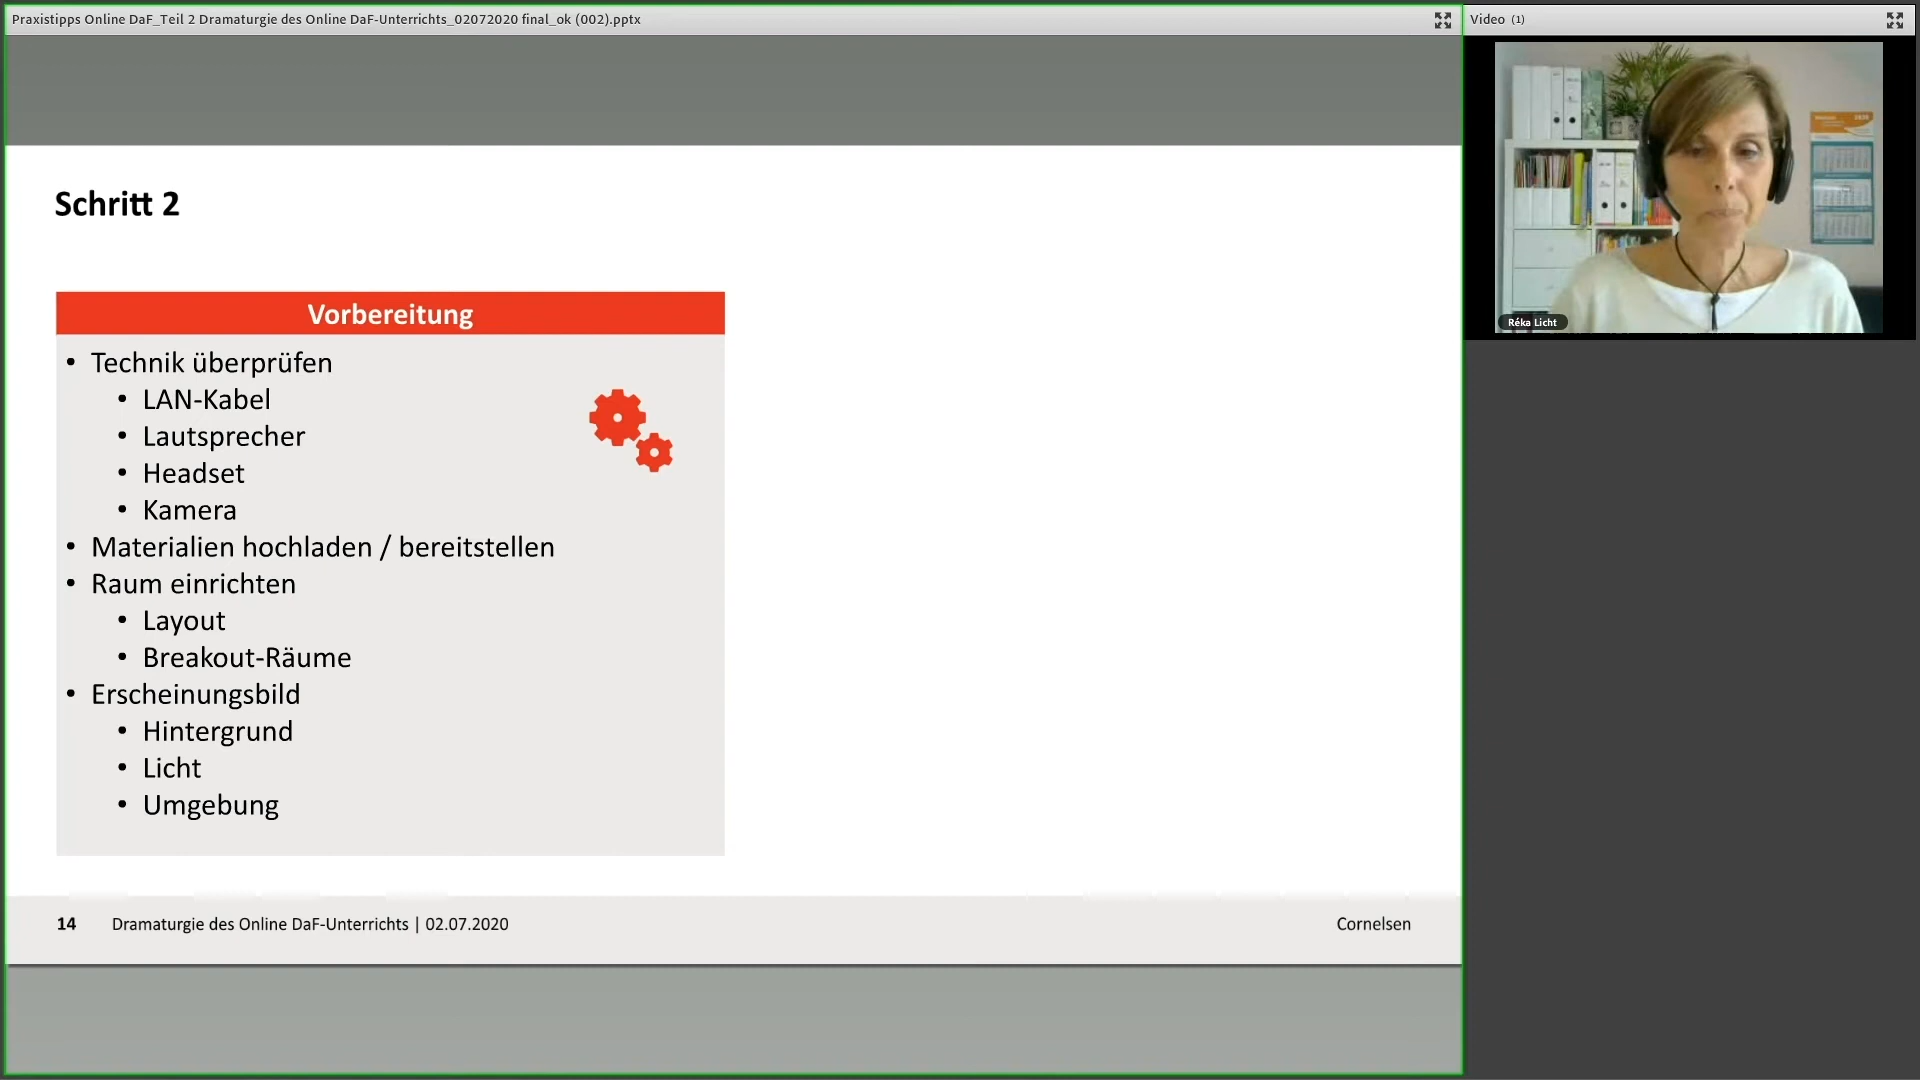 Praxistipps Online DaF_Teil 2 Dramaturgie des Online DaF-Unterrichts_02072020 final_ok (002).pptx
Video (1)
Réka Licht
Schritt 2
Vorbereitung
• Technik überprüfen
• LAN-Kabel
• Lautsprecher
• Headset
• Kamera
• Materialien hochladen / bereitstellen
• Raum einrichten
• Layout
• Breakout-Räume
• Erscheinungsbild
• Hintergrund
• Licht
• Umgebung
14 Dramaturgie des Online DaF-Unterrichts | 02.07.2020
Cornelsen